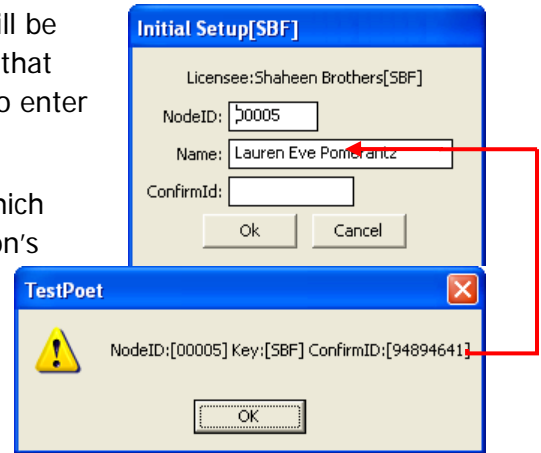 ll be
that
o enter
hich
on's
Initial Setup[SBF]
Licensee:Shaheen Brothers[SBF]
NodeID: 00005
Name: Lauren Eve Pomerantz
ConfirmId:
Ok Cancel
TestPoet
NodeID:[00005] Key:[SBF] ConfirmID:[94894641]
OK